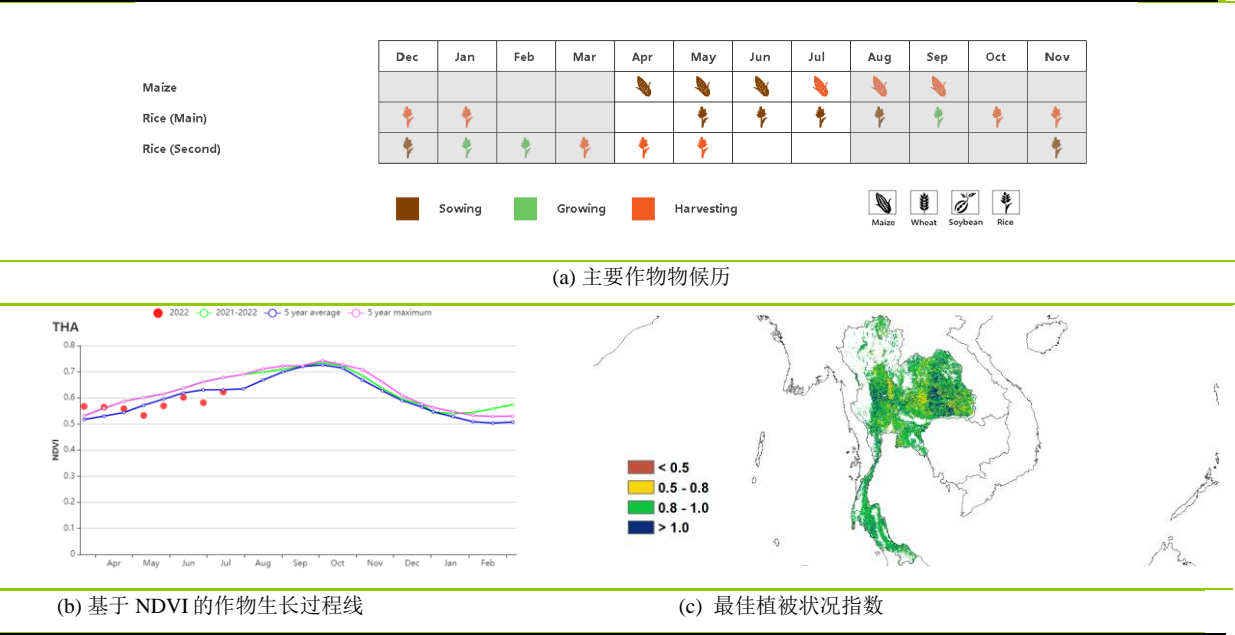 Dec Jan Feb Mar Apr May Jun Jul Aug Sep Oct Nov
Maize
Rice (Main)
Rice (Second)
Sowing Growing Harvesting
Maize Wheat Soybean Rice
(a) 主要作物物候历
2022 2021-2022 5 year average 5 year maximum
THA
0.8
0.7
0.6
0.5
0.4
0.3
0.2
0.1
0
NDVI
Apr May Jun Jul Aug Sep Oct Nov Dec Jan Feb
< 0.5
0.5 - 0.8
0.8 - 1.0
> 1.0
(b) 基于 NDVI 的作物生长过程线
(c) 最佳植被状况指数